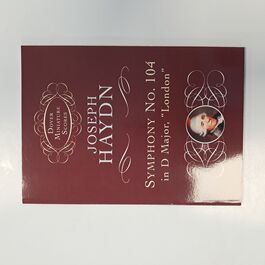 DOVER
MINIATURE
SCORES
JOSEPH
HAYDN
SYMPHONY NO. 104
in D Major, "London"